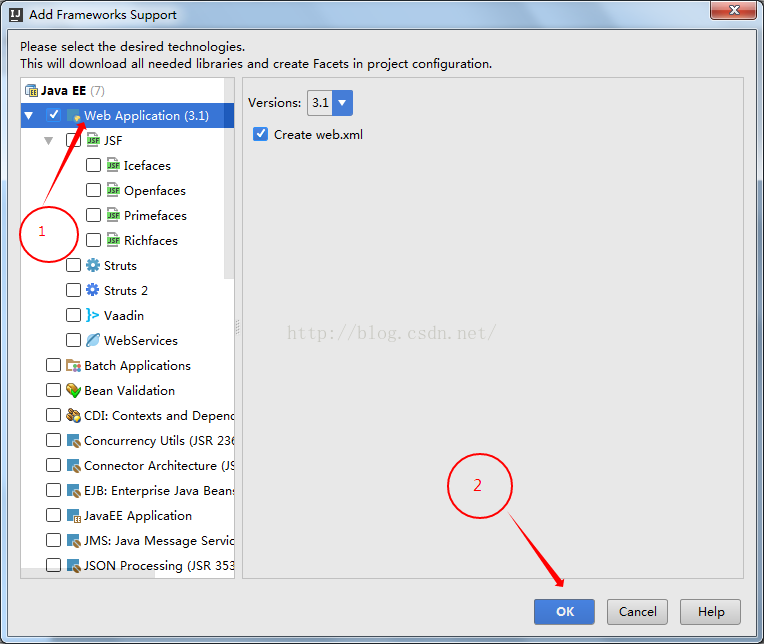 Add Frameworks Support
Please select the desired technologies.
This will download all needed libraries and create Facets in project configuration.
Java EE (7)
Web Application (3.1)
JSF
Icefaces
Openfaces
Primefaces
Richfaces
Struts
Struts 2
Vaadin
WebServices
Batch Applications
Bean Validation
CDI: Contexts and Depend
Concurrency Utils (JSR 236
Connector Architecture (JS
EJB: Enterprise Java Beans
JavaEE Application
JMS: Java Message Servic
JSON Processing (JSR 353
Versions: 3.1
Create web.xml
http://blog.csdn.net/
1
2
OK
Cancel
Help